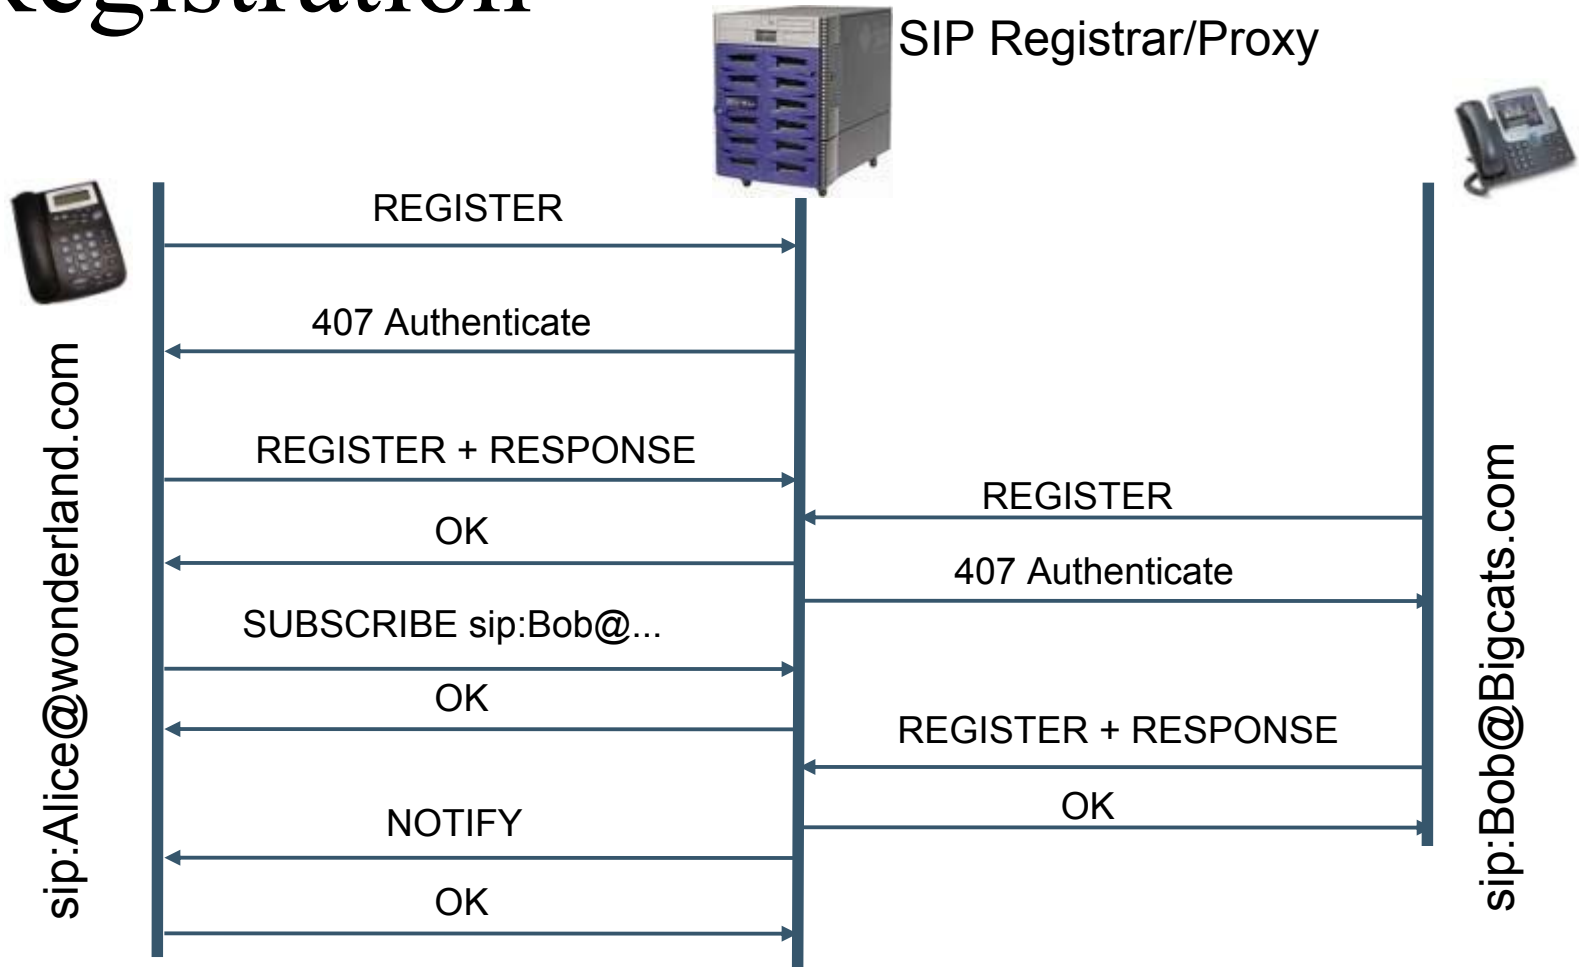 Registration
SIP Registrar/Proxy
REGISTER
407 Authenticate
REGISTER + RESPONSE
REGISTER
OK
407 Authenticate
SUBSCRIBE sip:Bob@...
OK
REGISTER + RESPONSE
OK
NOTIFY
OK
sip:Alice@wonderland.com
sip:Bob@Bigcats.com